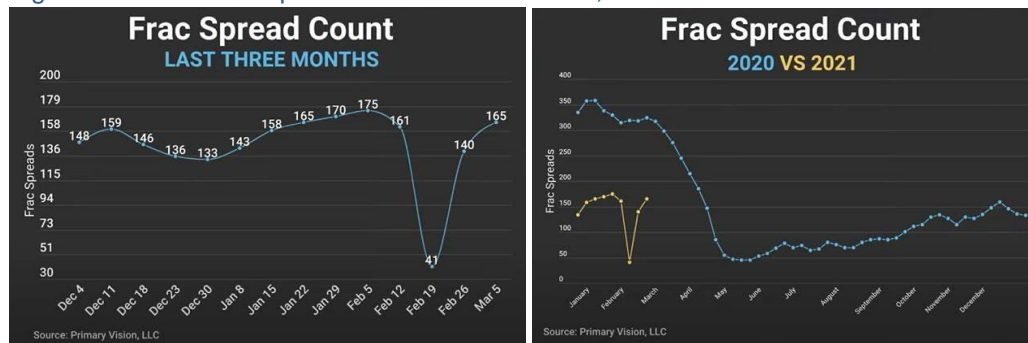 Frac Spread Count
LAST THREE MONTHS
200
179
158
136
115
94
73
51
30
Frac Spreads
148
159
146
136
133
143
158
165
170
175
161
41
140
165
Dec 4
Dec 11
Dec 18
Dec 23
Dec 30
Jan 8
Jan 15
Jan 22
Jan 29
Feb 5
Feb 12
Feb 19
Feb 26
Mar 5
Source: Primary Vision, LLC
Frac Spread Count
2020 VS 2021
400
350
300
250
200
150
100
50
0
Frac Spreads
January
February
March
April
May
June
July
August
September
October
November
December
Source: Primary Vision, LLC